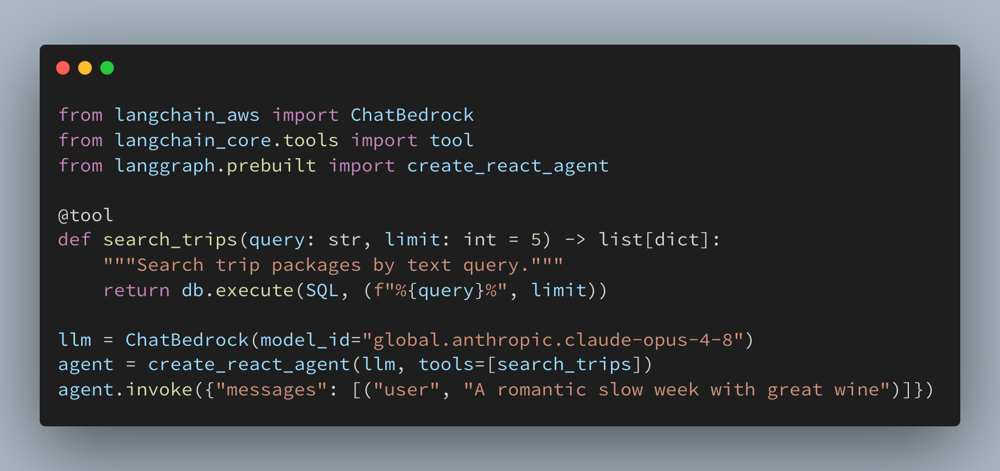 from langchain_aws import ChatBedrock
from langchain_core.tools import tool
from langgraph.prebuilt import create_react_agent

@tool
def search_trips(query: str, limit: int = 5) -> list[dict]:
    """Search trip packages by text query."""
    return db.execute(SQL, (f"%{query}%", limit))

llm = ChatBedrock(model_id="global.anthropic.claude-opus-4-8")
agent = create_react_agent(llm, tools=[search_trips])
agent.invoke({"messages": [("user", "A romantic slow week with great wine")]})